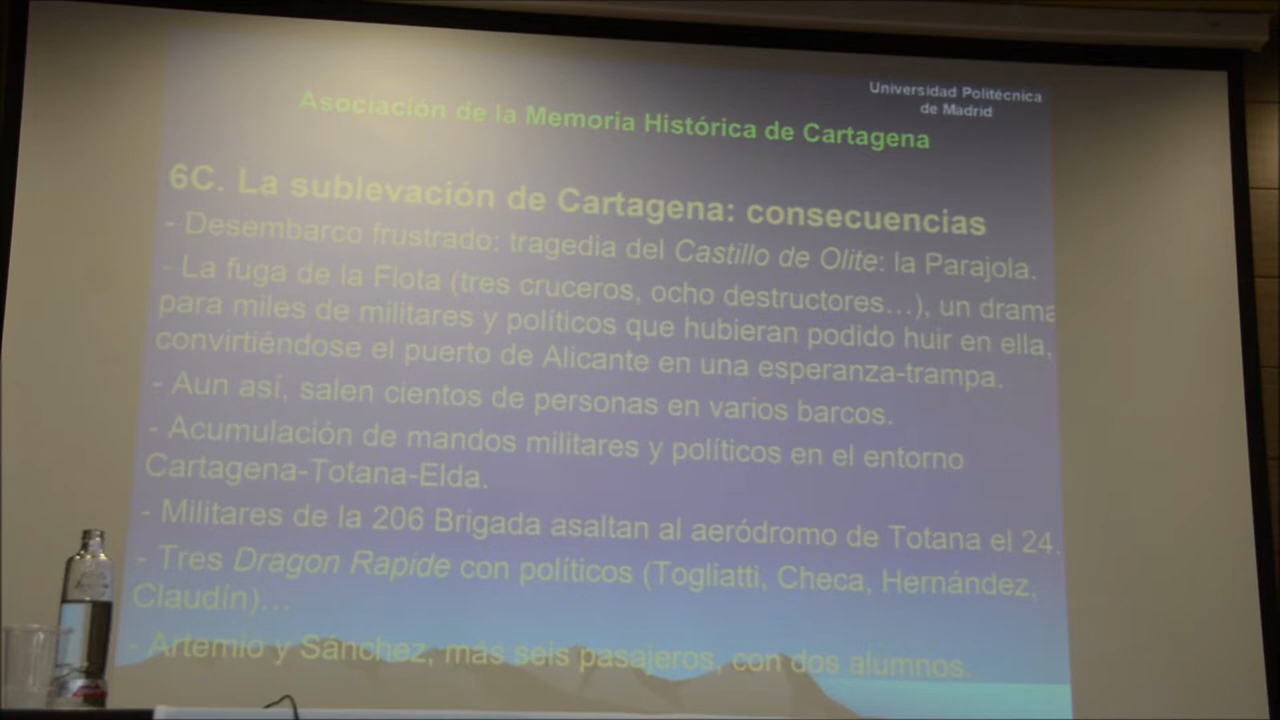 Universidad Politécnica
de Madrid
Asociación de la Memoria Histórica de Cartagena
6C. La sublevación de Cartagena: consecuencias
- Desembarco frustrado: tragedia del Castillo de Olite: la Parajola.
- La fuga de la Flota (tres cruceros, ocho destructores...), un drama
para miles de militares y políticos que hubieran podido huir en ella,
convirtiéndose el puerto de Alicante en una esperanza-trampa.
- Aun así, salen cientos de personas en varios barcos.
- Acumulación de mandos militares y políticos en el entorno
Cartagena-Totana-Elda.
- Militares de la 206 Brigada asaltan al aeródromo de Totana el 24.
- Tres Dragon Rapide con políticos (Togliatti, Checa, Hernández,
Claudín)...
- Artemio y Sánchez, más seis pasajeros, con dos alumnos.